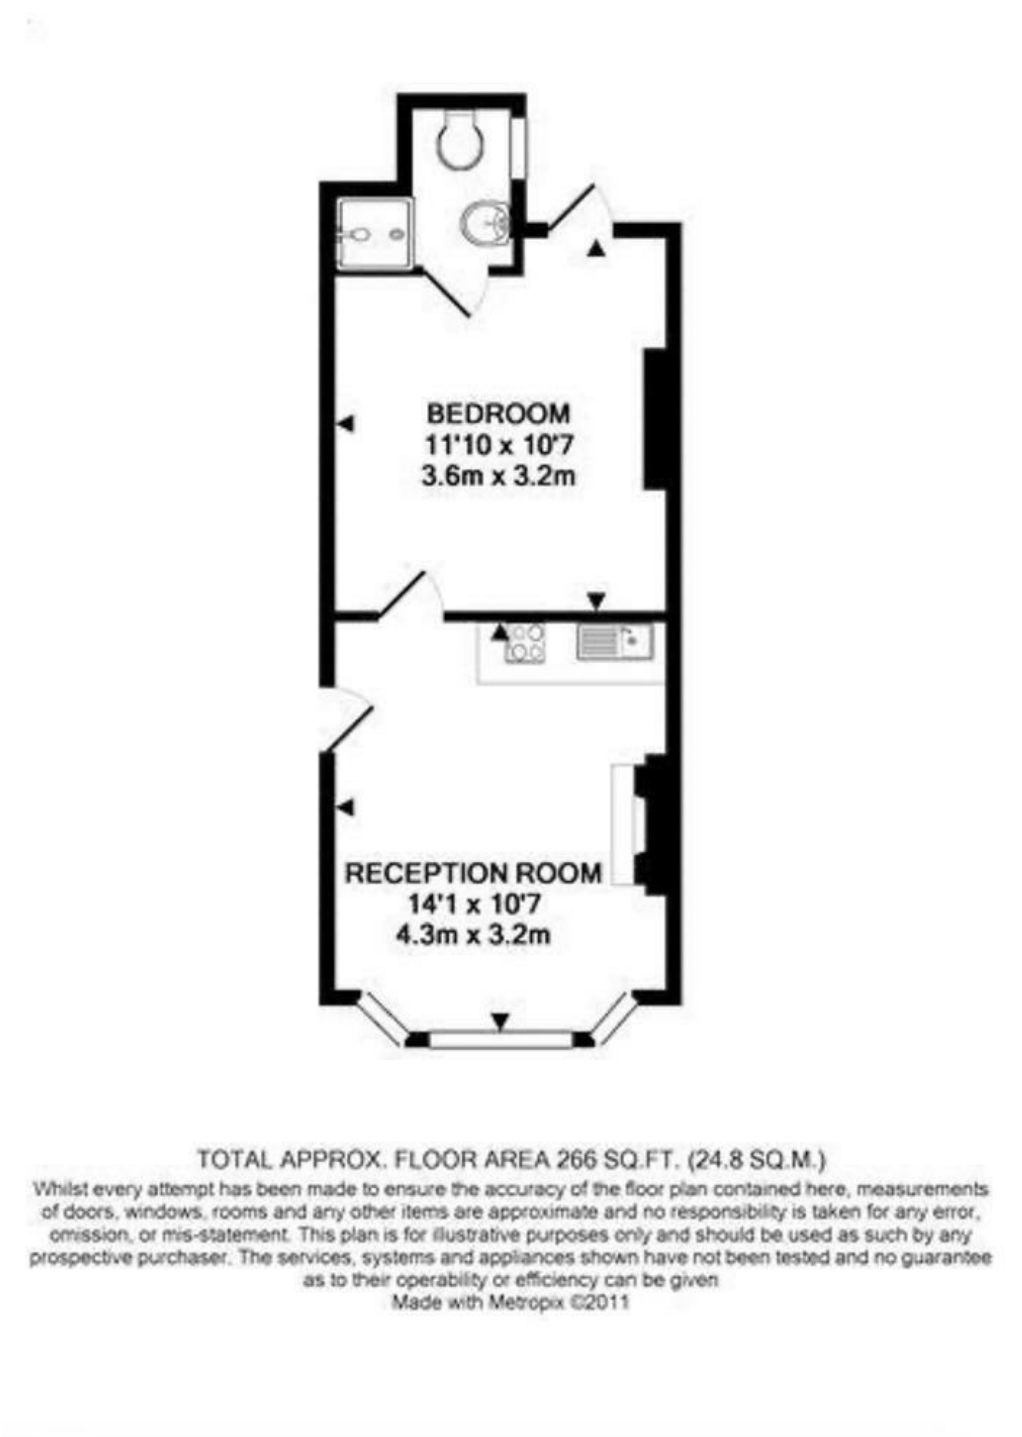 BEDROOM
11'10 x 10'7
3.6m x 3.2m
RECEPTION ROOM
14'1 x 10'7
4.3m x 3.2m
TOTAL APPROX. FLOOR AREA 266 SQ.FT. (24.8 SQ.M.)
Whilst every attempt has been made to ensure the accuracy of the floor plan contained here, measurements
of doors, windows, rooms and any other items are approximate and no responsibility is taken for any error,
omission, or mis-statement. This plan is for illustrative purposes only and should be used as such by any
prospective purchaser. The services, systems and appliances shown have not been tested and no guarantee
as to their operability or efficiency can be given
Made with Metropix ©2011